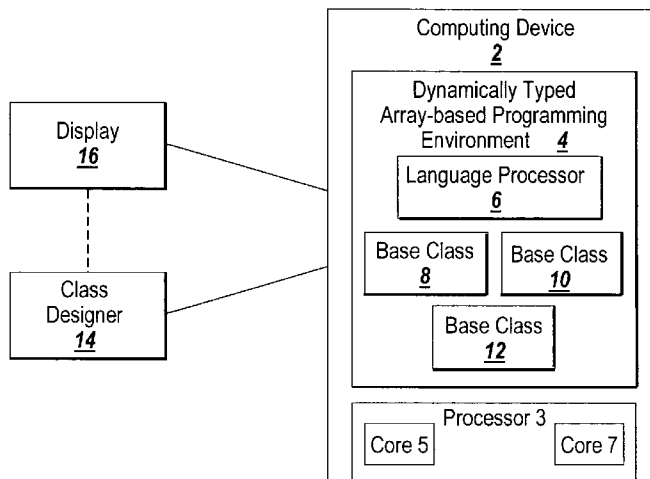 Computing Device
2
Dynamically Typed
Array-based Programming
Environment 4
Language Processor
6
Base Class
8
Base Class
10
Base Class
12
Processor 3
Core 5
Core 7
Display
16
Class
Designer
14